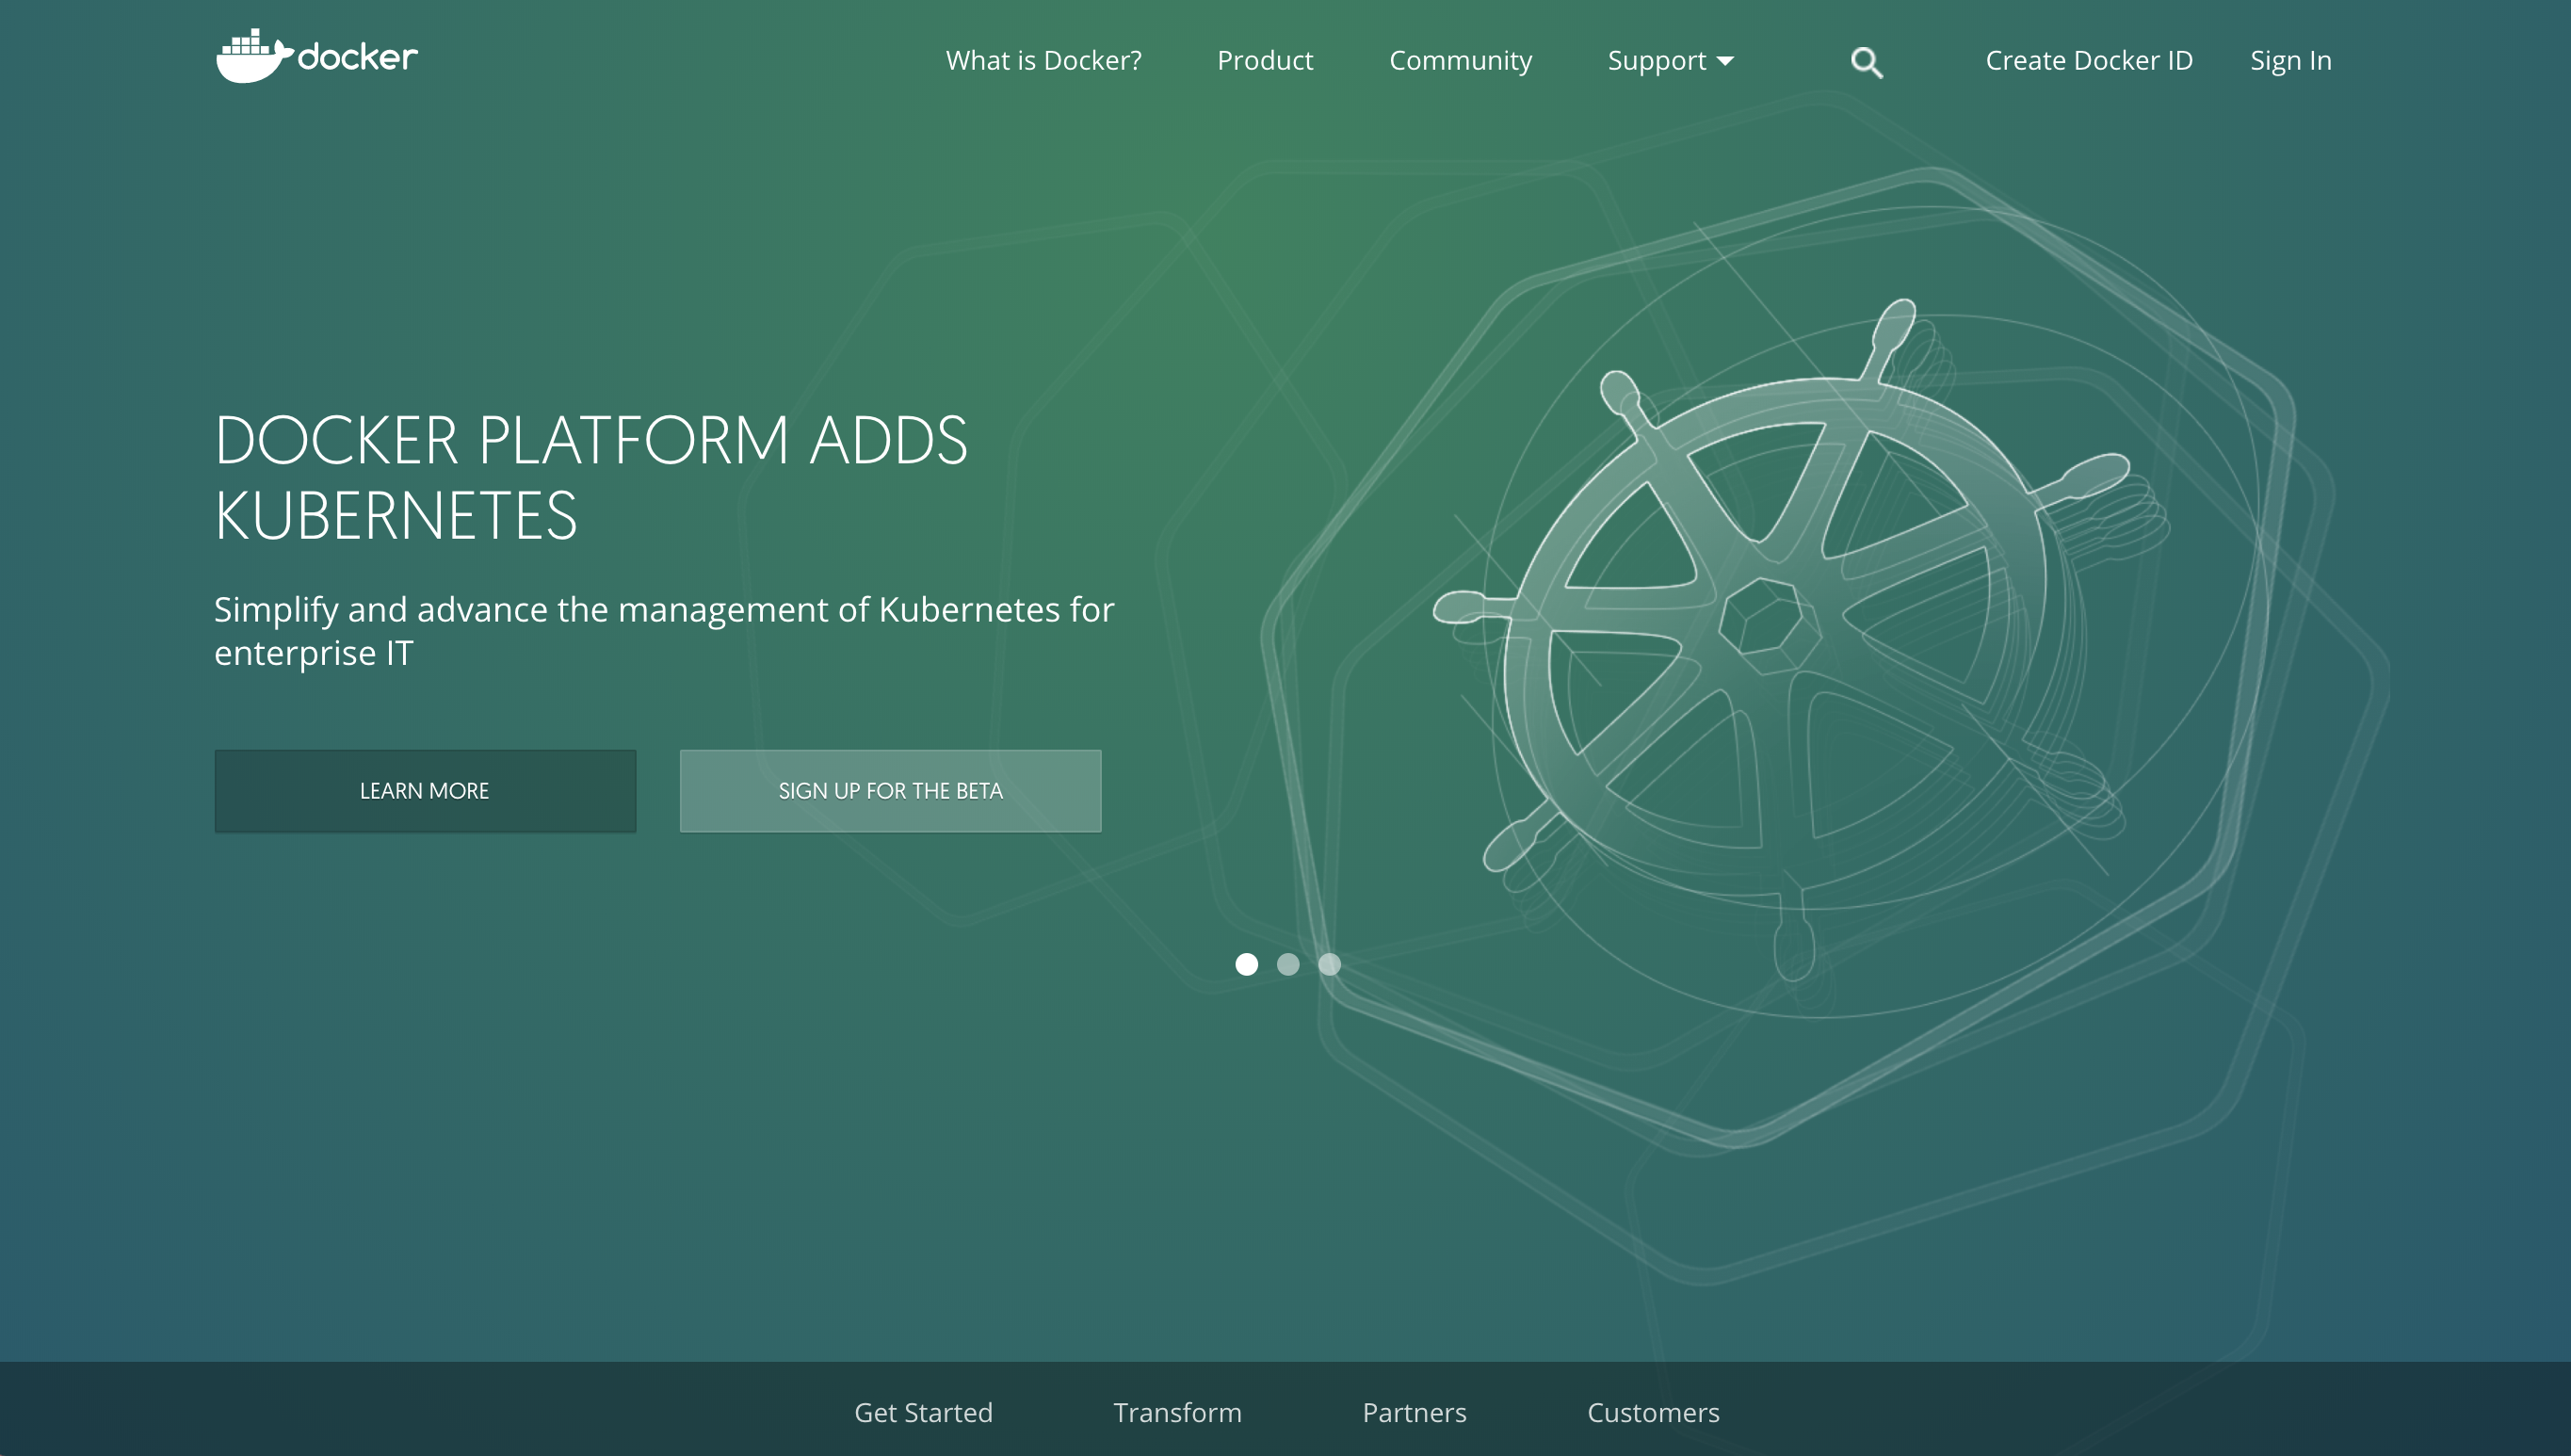 docker
What is Docker? Product Community Support Create Docker ID Sign In
DOCKER PLATFORM ADDS
KUBERNETES
Simplify and advance the management of Kubernetes for
enterprise IT
LEARN MORE SIGN UP FOR THE BETA
Get Started Transform Partners Customers